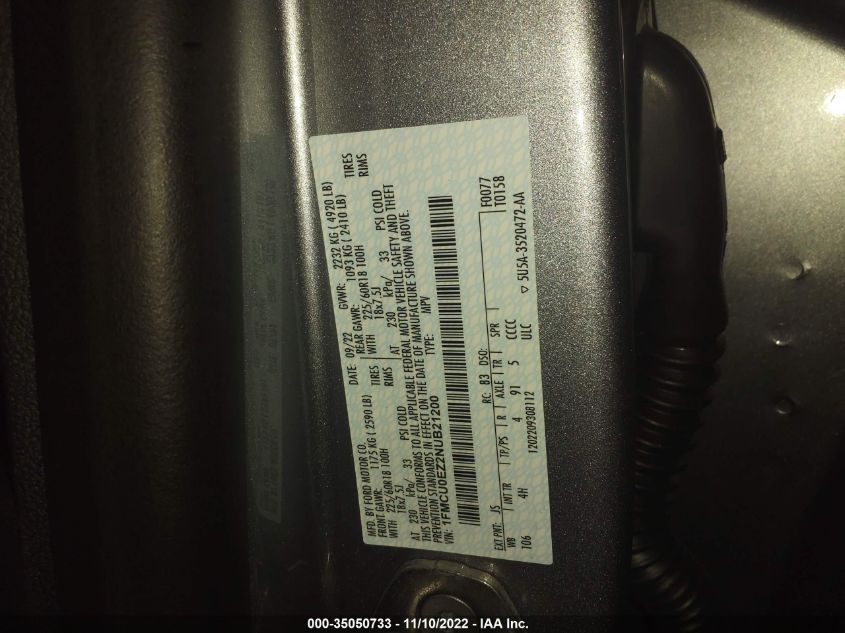 MFD. BY FORD MOTOR CO.
DATE: 09/22 GVWR: 2232 KG ( 4920 LB)
FRONT GAWR: 1175 KG ( 2590 LB) REAR GAWR: 1093 KG ( 2410 LB)
WITH 225/60R18 100H TIRES WITH 225/60R18 100H TIRES
18x7.5J RIMS 18x7.5J RIMS
AT 230 kPa/ 33 PSI COLD AT 230 kPa/ 33 PSI COLD
THIS VEHICLE CONFORMS TO ALL APPLICABLE FEDERAL MOTOR VEHICLE SAFETY AND THEFT
PREVENTION STANDARDS IN EFFECT ON THE DATE OF MANUFACTURE SHOWN ABOVE.
VIN: 1FMCU0EZ2NUB21200 TYPE: MPV
F0077
T0158
EXT PNT: JS RC: 83 DSO:
WB INT TR TP/PS R AXLE TR SPR
106 4H 4 91 5 CCCC
ULC
1202209308112 ▽ 5U5A-3520472-AA
000-35050733 - 11/10/2022 - IAA Inc.